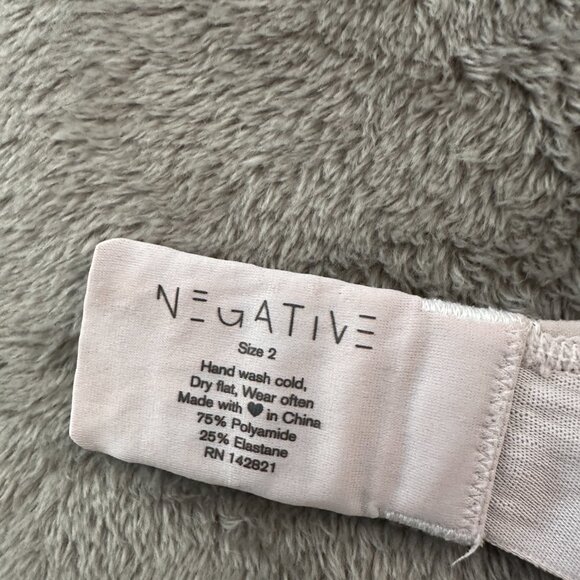 NEGATIVE
Size 2
Hand wash cold,
Dry flat, Wear often
Made with ♥ in China
75% Polyamide
25% Elastane
RN 142821